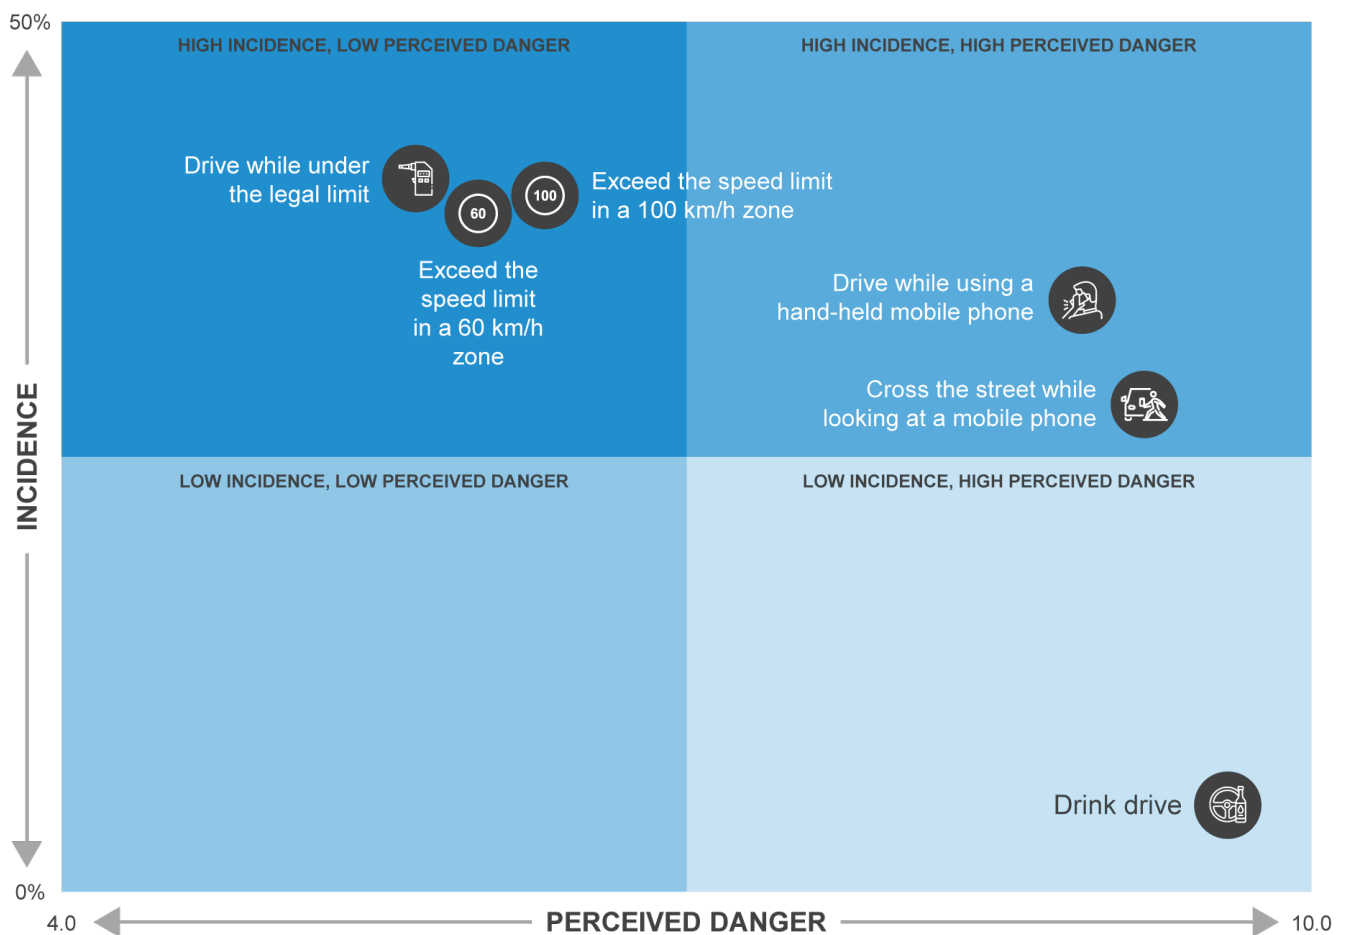 50%
HIGH INCIDENCE, LOW PERCEIVED DANGER
HIGH INCIDENCE, HIGH PERCEIVED DANGER
Drive while under
the legal limit
60
100
Exceed the speed limit
in a 100 km/h zone
Exceed the
speed limit
in a 60 km/h
zone
Drive while using a
hand-held mobile phone
Cross the street while
looking at a mobile phone
INCIDENCE
LOW INCIDENCE, LOW PERCEIVED DANGER
LOW INCIDENCE, HIGH PERCEIVED DANGER
Drink drive
0%
4.0
PERCEIVED DANGER
10.0